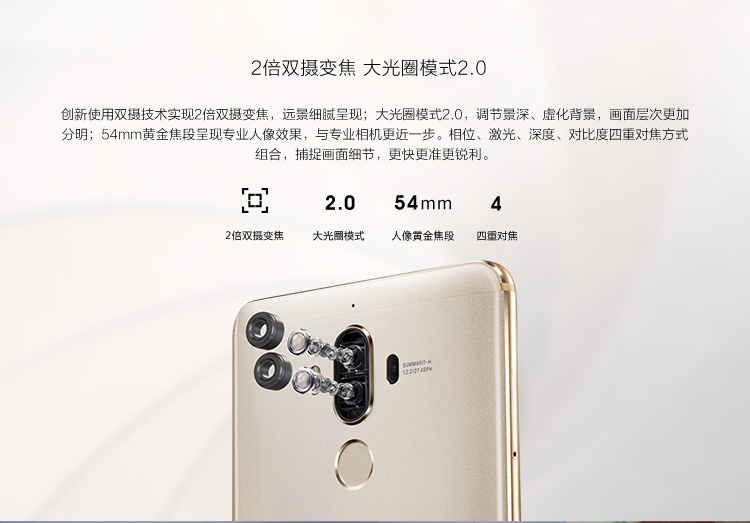 2倍双摄变焦 大光圈模式2.0
创新使用双摄技术实现2倍双摄变焦，远景细腻呈现；大光圈模式2.0，调节景深、虚化背景，画面层次更加
分明；54mm黄金焦段呈现专业人像效果，与专业相机更近一步。相位、激光、深度、对比度四重对焦方式
组合，捕捉画面细节，更快更准更锐利。
2.0 54mm 4
2倍双摄变焦 大光圈模式 人像黄金焦段 四重对焦
SUMMARIT-H
1:2.2/27 ASPH